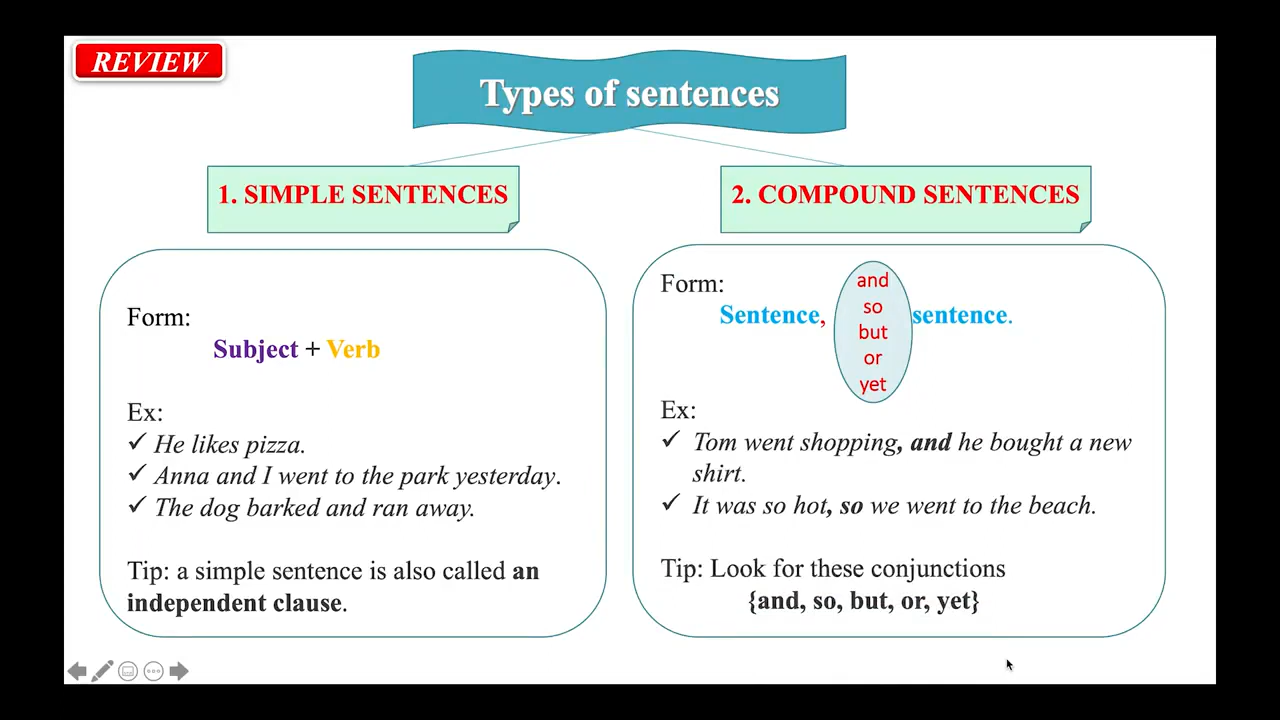 REVIEW
Types of sentences
1. SIMPLE SENTENCES
Form:
Subject + Verb
Ex:
✓ He likes pizza.
✓ Anna and I went to the park yesterday.
✓ The dog barked and ran away.
Tip: a simple sentence is also called an
independent clause.
2. COMPOUND SENTENCES
Form:
Sentence, sentence.
and
so
but
or
yet
Ex:
✓ Tom went shopping, and he bought a new
shirt.
✓ It was so hot, so we went to the beach.
Tip: Look for these conjunctions
{and, so, but, or, yet}